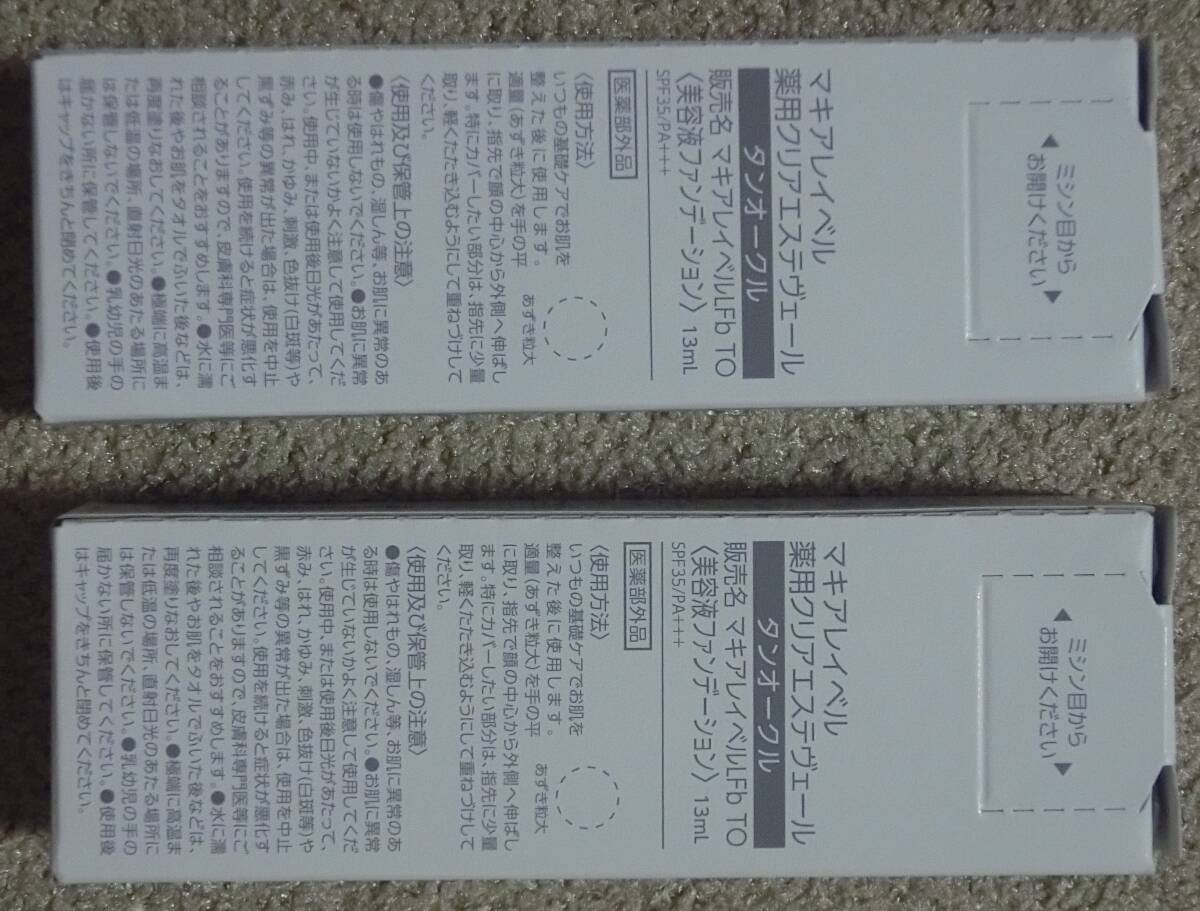 ミシン目から
お開けください
マキアレイベル
薬用クリアエステヴェール
タンオークル
販売名 マキアレイベルLFb TO
〈美容液ファンデーション〉 13mL
SPF35/PA+++
医薬部外品
〈使用方法〉
いつもの基礎ケアでお肌を
整えた後に使用します。
適量(あずき粒大)を手の平
あずき粒大
に取り、指先で顔の中心から外側へ伸ばし
ます。特にカバーしたい部分は、指先に少量
取り、軽くたたき込むようにして重ねづけして
ください。
〈使用及び保管上の注意〉
●傷やはれもの、湿しん等、お肌に異常のあ
る時は使用しないでください。●お肌に異常
が生じていないかよく注意して使用してくだ
さい。使用中、または使用後日光があたって、
赤み、はれ、かゆみ、刺激、色抜け(白斑等)や
黒ずみ等の異常が出た場合は、使用を中止
してください。使用を続けると症状が悪化す
ることがありますので、皮膚科専門医等にご
相談されることをおすすめします。●水に濡
れた後やお肌をタオルでふいた後などは、
再度塗りなおしてください。●極端に高温ま
たは低温の場所、直射日光のあたる場所に
は保管しないでください。●乳幼児の手の
届かない所に保管してください。●使用後
はキャップをきちんと閉めてください。
ミシン目から
お開けください
マキアレイベル
薬用クリアエステヴェール
タンオークル
販売名 マキアレイベルLFb TO
〈美容液ファンデーション〉 13mL
SPF35/PA+++
医薬部外品
〈使用方法〉
いつもの基礎ケアでお肌を
整えた後に使用します。
適量(あずき粒大)を手の平
あずき粒大
に取り、指先で顔の中心から外側へ伸ばし
ます。特にカバーしたい部分は、指先に少量
取り、軽くたたき込むようにして重ねづけして
ください。
〈使用及び保管上の注意〉
●傷やはれもの、湿しん等、お肌に異常のあ
る時は使用しないでください。●お肌に異常
が生じていないかよく注意して使用してくだ
さい。使用中、または使用後日光があたって、
赤み、はれ、かゆみ、刺激、色抜け(白斑等)や
黒ずみ等の異常が出た場合は、使用を中止
してください。使用を続けると症状が悪化す
ることがありますので、皮膚科専門医等にご
相談されることをおすすめします。●水に濡
れた後やお肌をタオルでふいた後などは、
再度塗りなおしてください。●極端に高温ま
たは低温の場所、直射日光のあたる場所に
は保管しないでください。●乳幼児の手の
届かない所に保管してください。●使用後
はキャップをきちんと閉めてください。